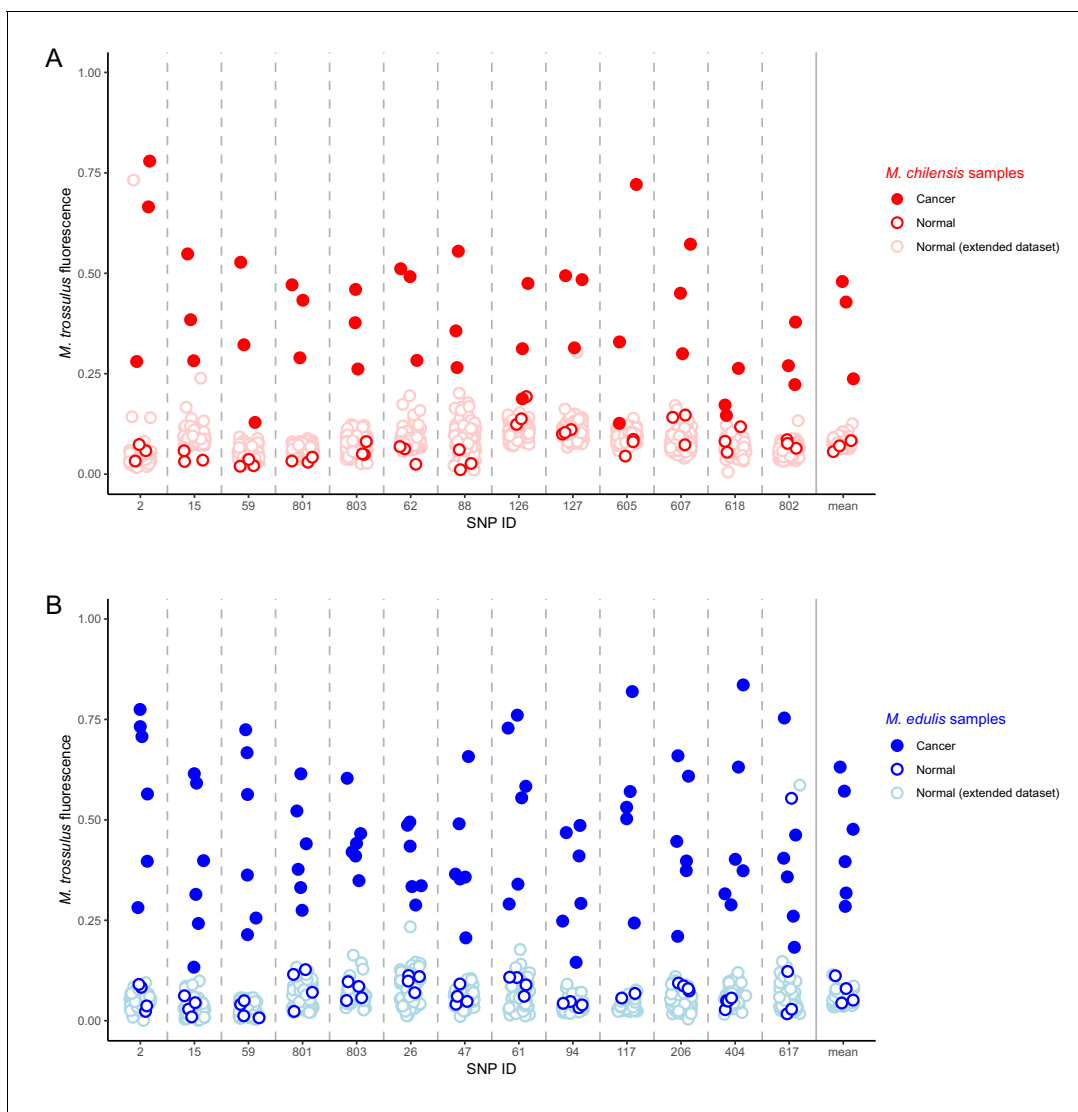 A
1.00
0.75
0.50
0.25
0.00
M. trossulus fluorescence
2 15 59 801 803 62 88 126 127 605 607 618 802 mean
SNP ID
M. chilensis samples
Cancer
Normal
Normal (extended dataset)
B
1.00
0.75
0.50
0.25
0.00
M. trossulus fluorescence
2 15 59 801 803 26 47 61 94 117 206 404 617 mean
SNP ID
M. edulis samples
Cancer
Normal
Normal (extended dataset)